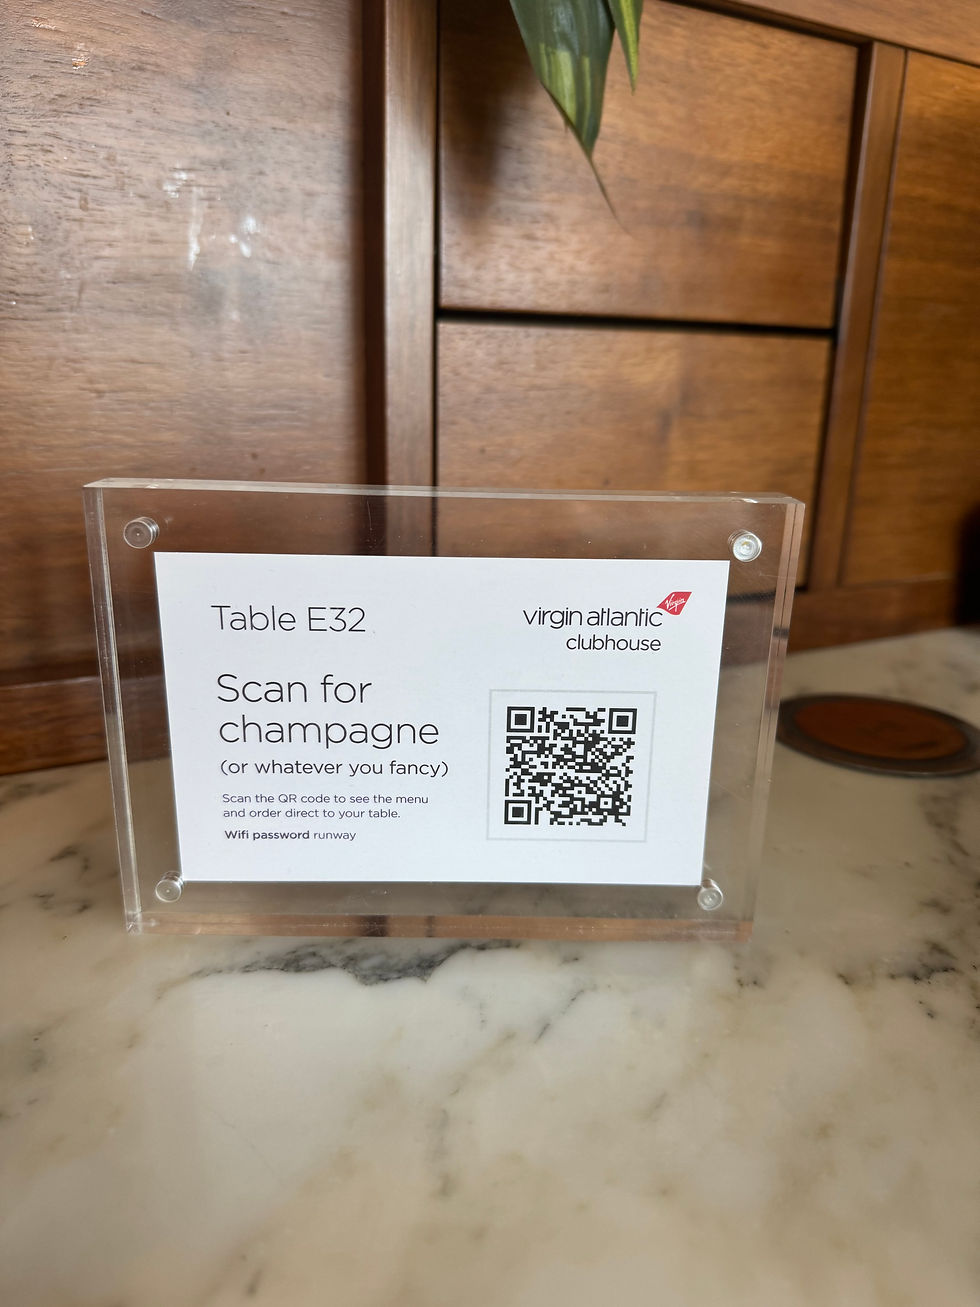 Table E32
virgin atlantic
Virgin
clubhouse
Scan for
champagne
(or whatever you fancy)
Scan the QR code to see the menu
and order direct to your table.
Wifi password runway